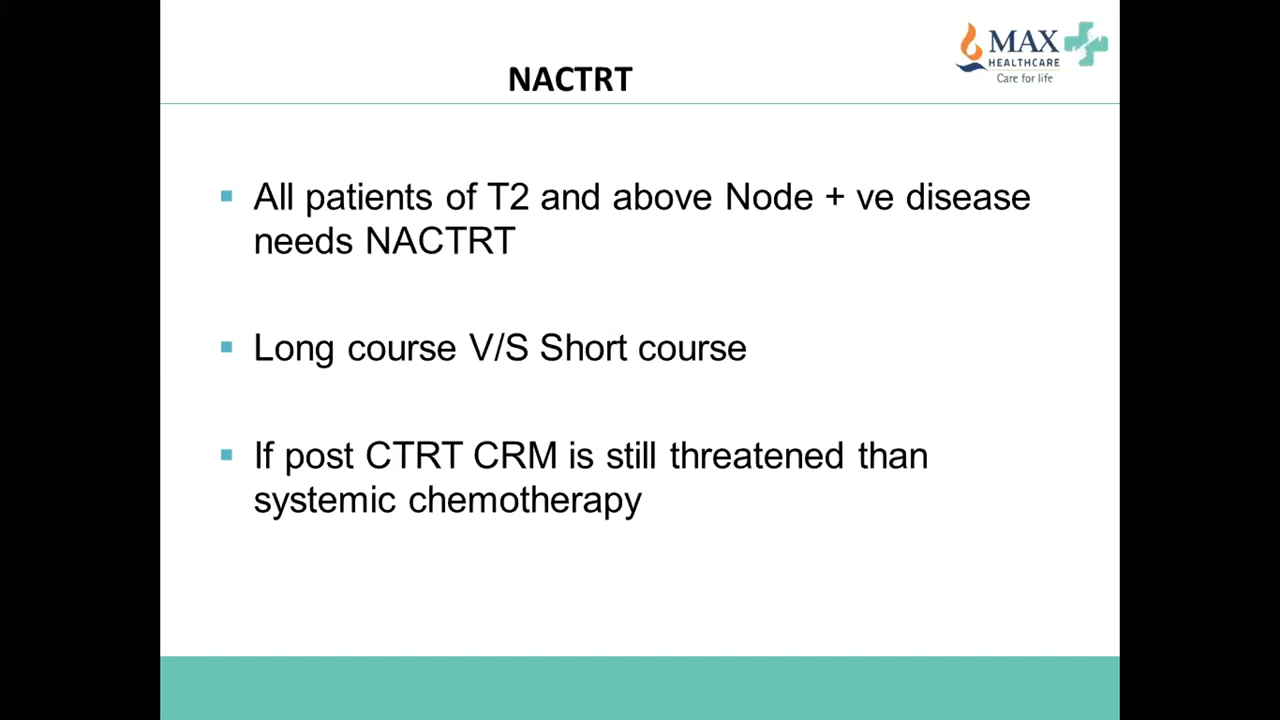 NACTRT
MAX
HEALTHCARE
Care for life
All patients of T2 and above Node + ve disease
needs NACTRT
Long course V/S Short course
If post CTRT CRM is still threatened than
systemic chemotherapy